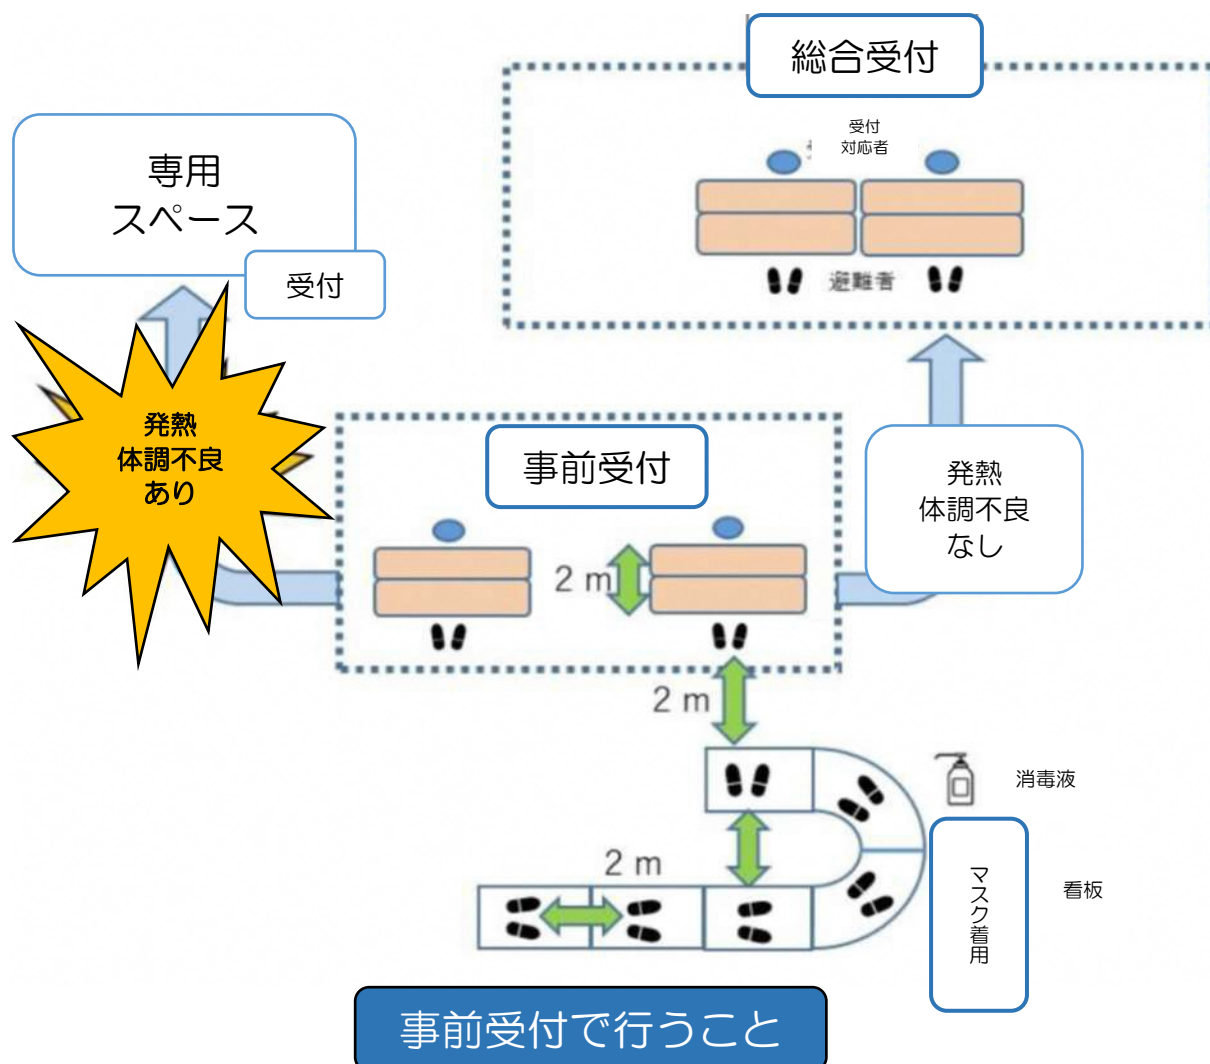 総合受付
受付
対応者
避難者
専用
スペース
受付
発熱
体調不良
あり
事前受付
発熱
体調不良
なし
2 m
2 m
2 m
消毒液
マスク着用
看板
事前受付で行うこと